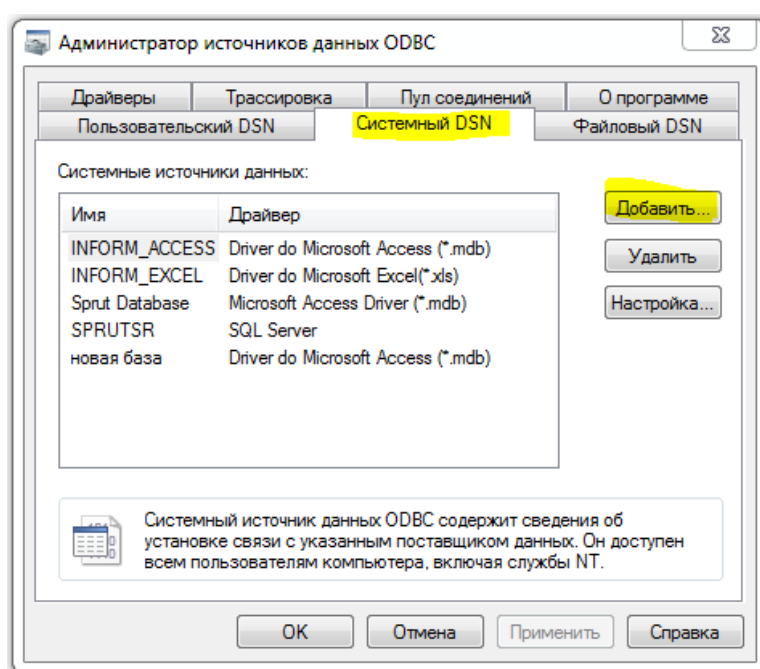 Администратор источников данных ODBC
Драйверы Трассировка Пул соединений О программе
Пользовательский DSN Системный DSN Файловый DSN
Системные источники данных:
Имя Драйвер
INFORM_ACCESS Driver do Microsoft Access (*.mdb)
INFORM_EXCEL Driver do Microsoft Excel(*.xls)
Sprut Database Microsoft Access Driver (*.mdb)
SPRUTSR SQL Server
новая база Driver do Microsoft Access (*.mdb)
Добавить...
Удалить
Настройка...
Системный источник данных ODBC содержит сведения об
установке связи с указанным поставщиком данных. Он доступен
всем пользователям компьютера, включая службы NT.
OK Отмена Применить Справка